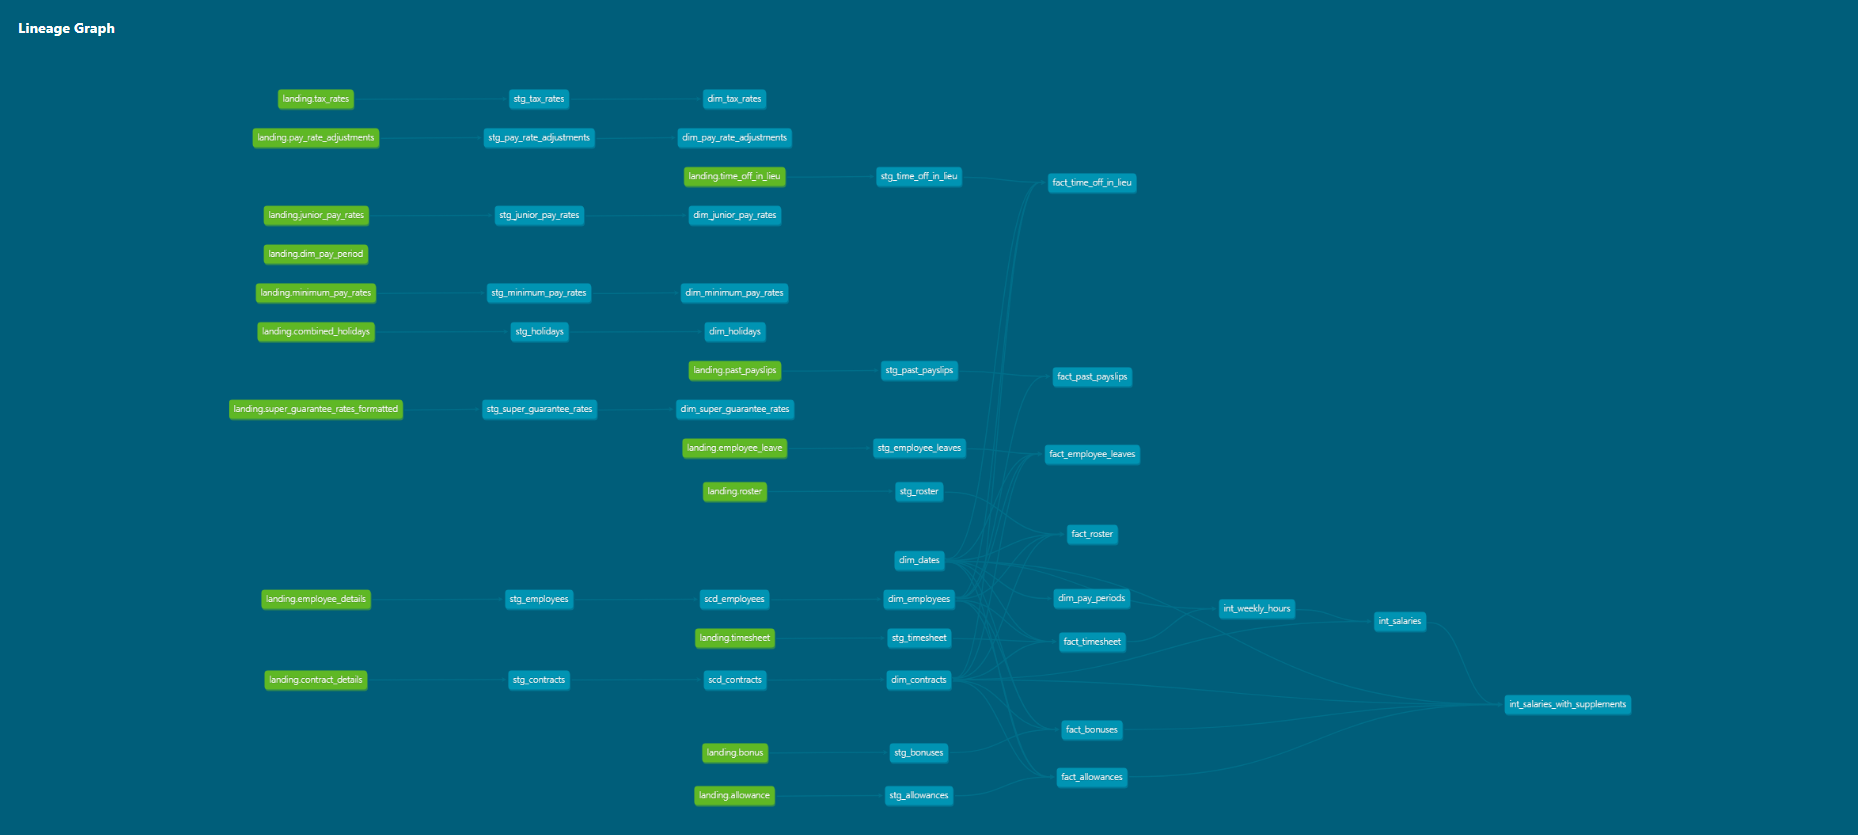 Lineage Graph
landing.tax_rates
stg_tax_rates
dim_tax_rates
landing.pay_rate_adjustments
stg_pay_rate_adjustments
dim_pay_rate_adjustments
landing.time_off_in_lieu
stg_time_off_in_lieu
fact_time_off_in_lieu
landing.junior_pay_rates
stg_junior_pay_rates
dim_junior_pay_rates
landing.dim_pay_period
landing.minimum_pay_rates
stg_minimum_pay_rates
dim_minimum_pay_rates
landing.combined_holidays
stg_holidays
dim_holidays
landing.past_payslips
stg_past_payslips
fact_past_payslips
landing.super_guarantee_rates_formatted
stg_super_guarantee_rates
dim_super_guarantee_rates
landing.employee_leave
stg_employee_leaves
fact_employee_leaves
landing.roster
stg_roster
fact_roster
dim_dates
landing.employee_details
stg_employees
scd_employees
dim_employees
dim_pay_periods
int_weekly_hours
int_salaries
landing.timesheet
stg_timesheet
fact_timesheet
landing.contract_details
stg_contracts
scd_contracts
dim_contracts
int_salaries_with_supplements
fact_bonuses
landing.bonus
stg_bonuses
fact_allowances
landing.allowance
stg_allowances